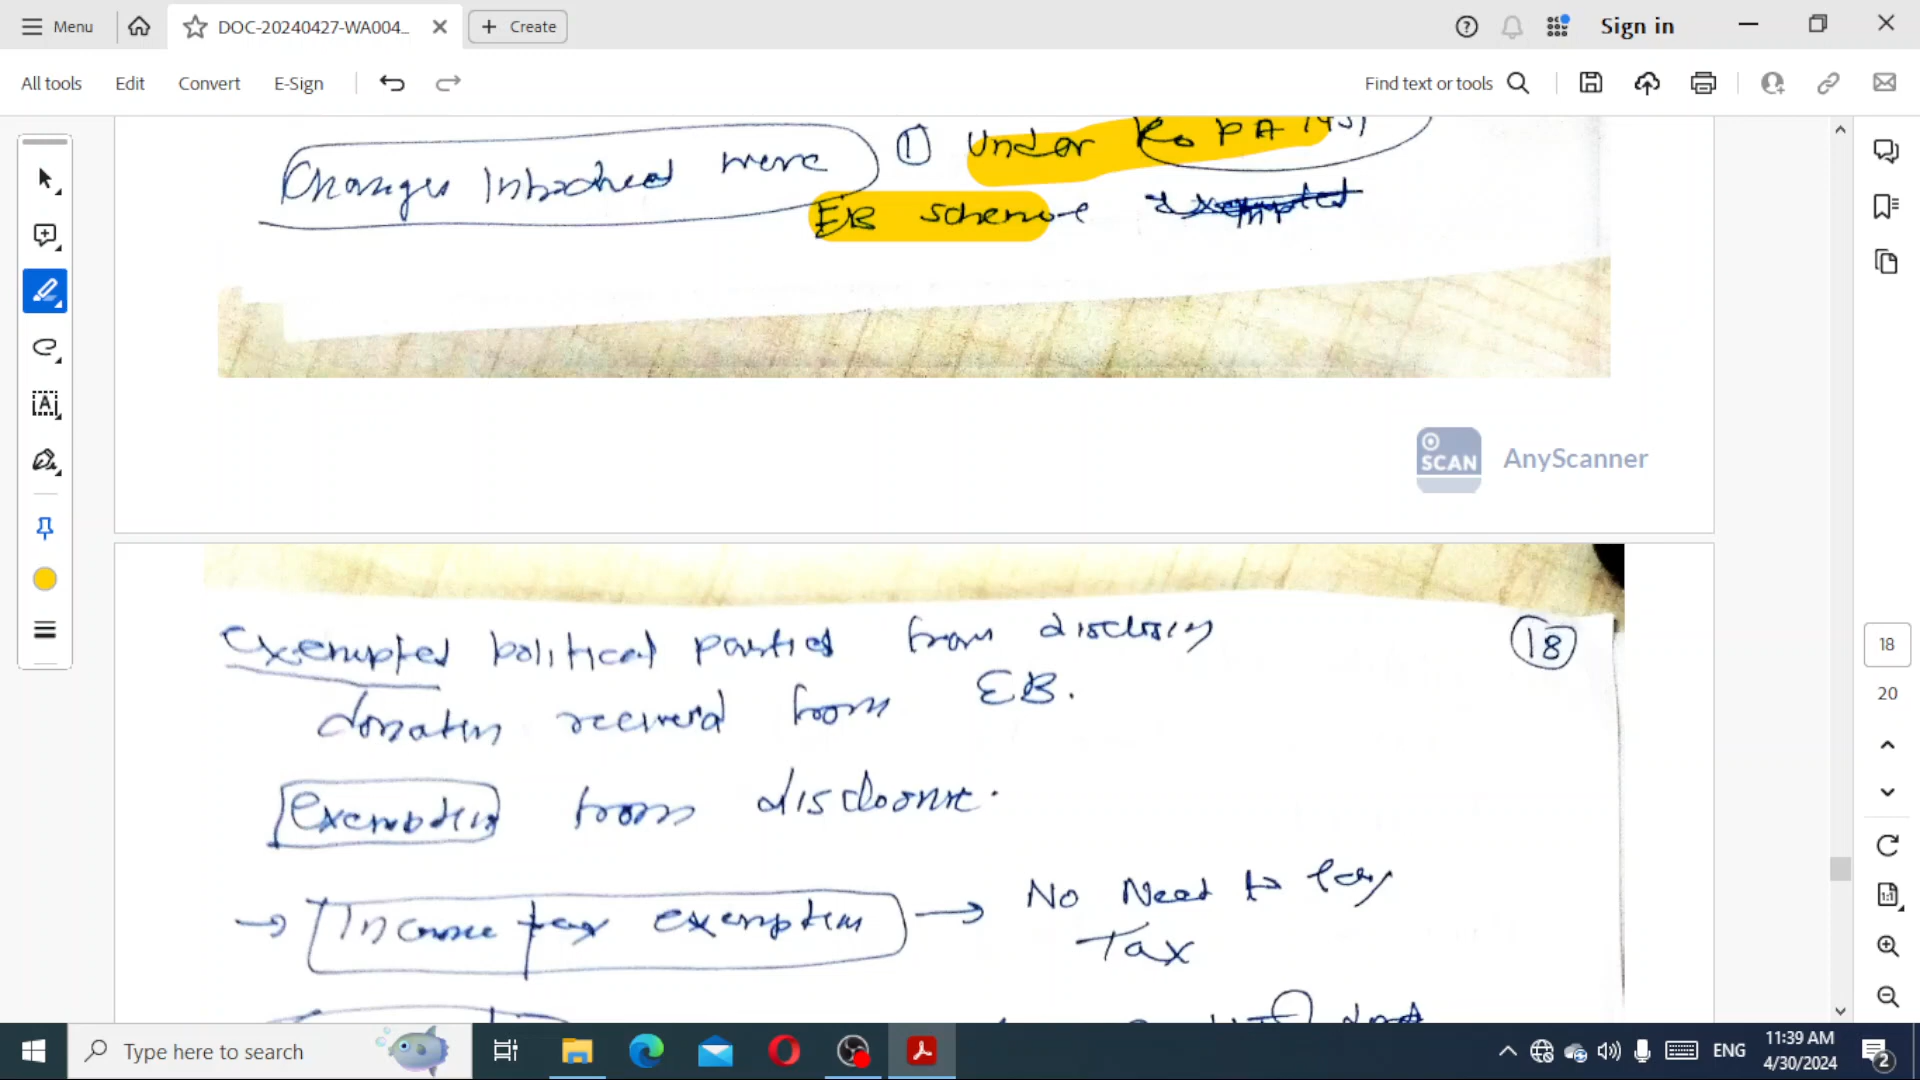 Menu
DOC-20240427-WA004...
Create
Sign in
All tools
Edit
Convert
E-Sign
Find text or tools
Changes Introduced were
① Under RoPA 1951
EB scheme exempted
SCAN AnyScanner
Exempted political parties from disclosing
18
donation received from EB.
Exemption from disclosure.
→ Income tax exemption → No Need to pay
Tax
18
20
Type here to search
ENG
11:39 AM
4/30/2024
2